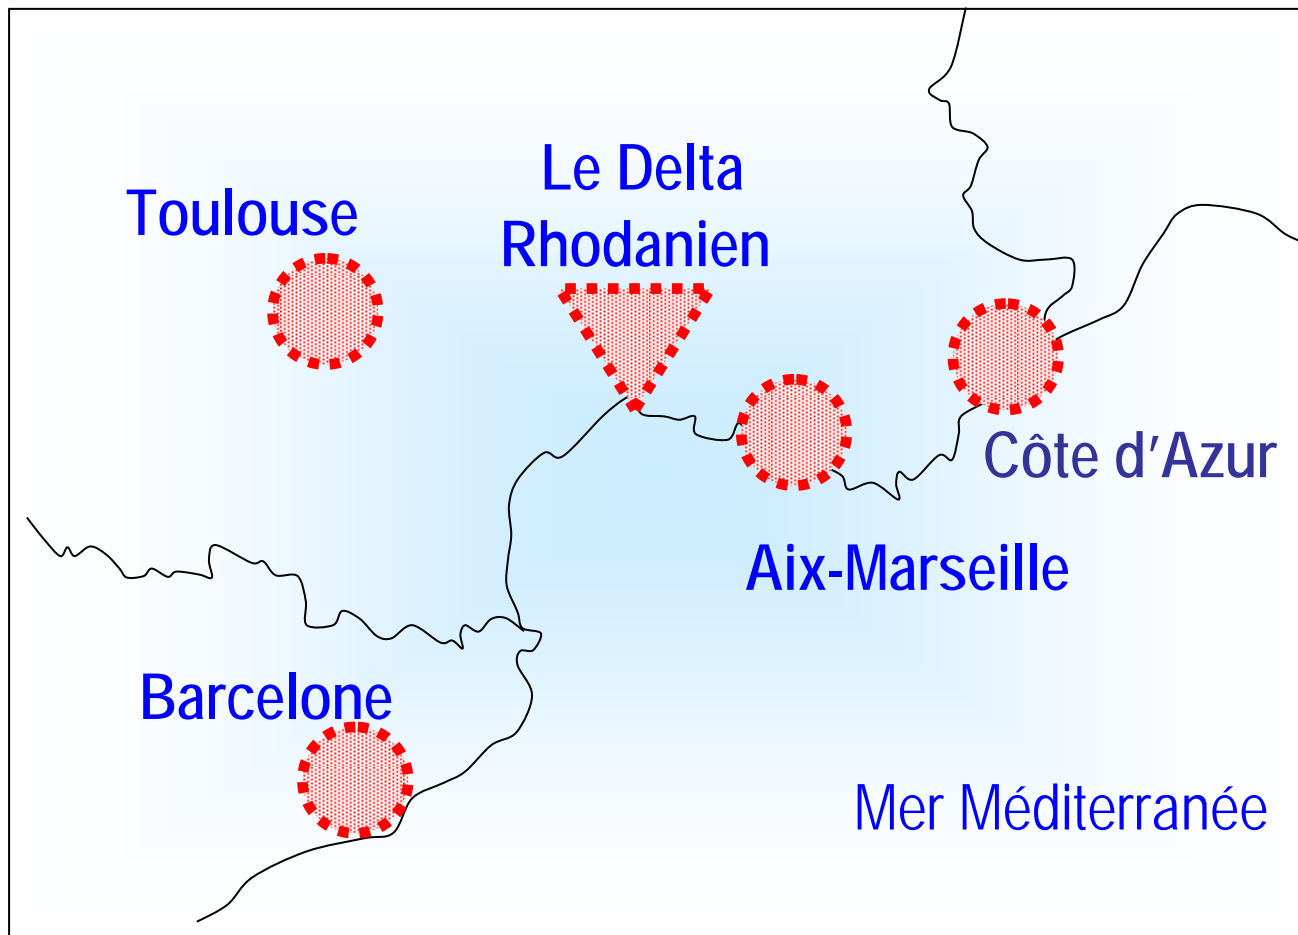 Le Delta
Rhodanien
Toulouse
Côte d'Azur
Aix-Marseille
Barcelone
Mer Méditerranée